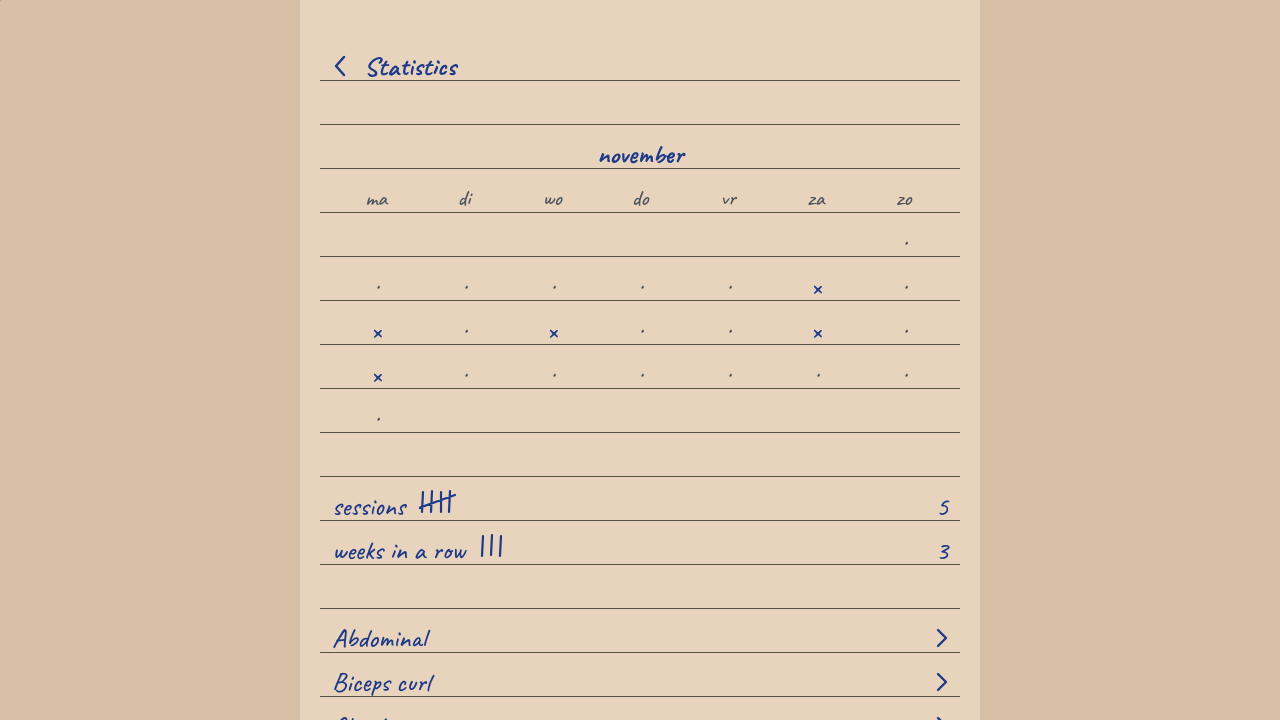 Statistics
november
ma di wo do vr za zo
.
. . . . . × .
× . × . . × .
× . . . . . .
.
sessions 5
weeks in a row 3
Abdominal
Biceps curl